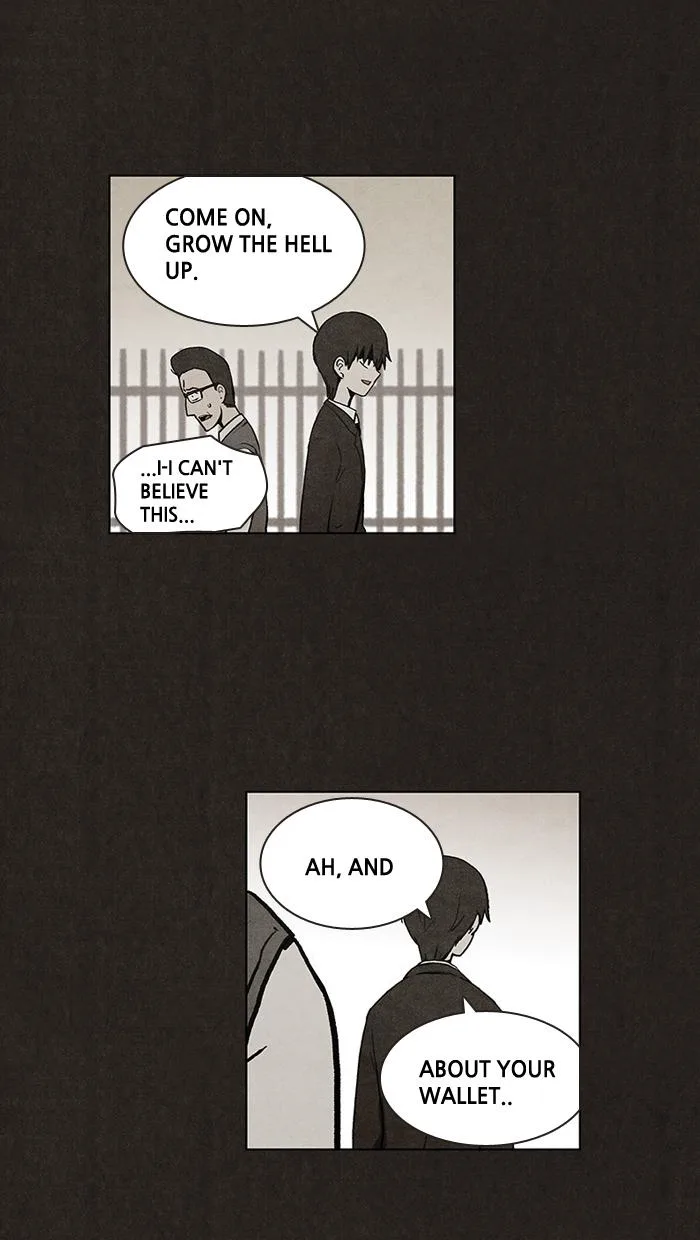 COME ON,
GROW THE HELL
UP.
...I-I CAN'T
BELIEVE
THIS...
AH, AND
ABOUT YOUR
WALLET..